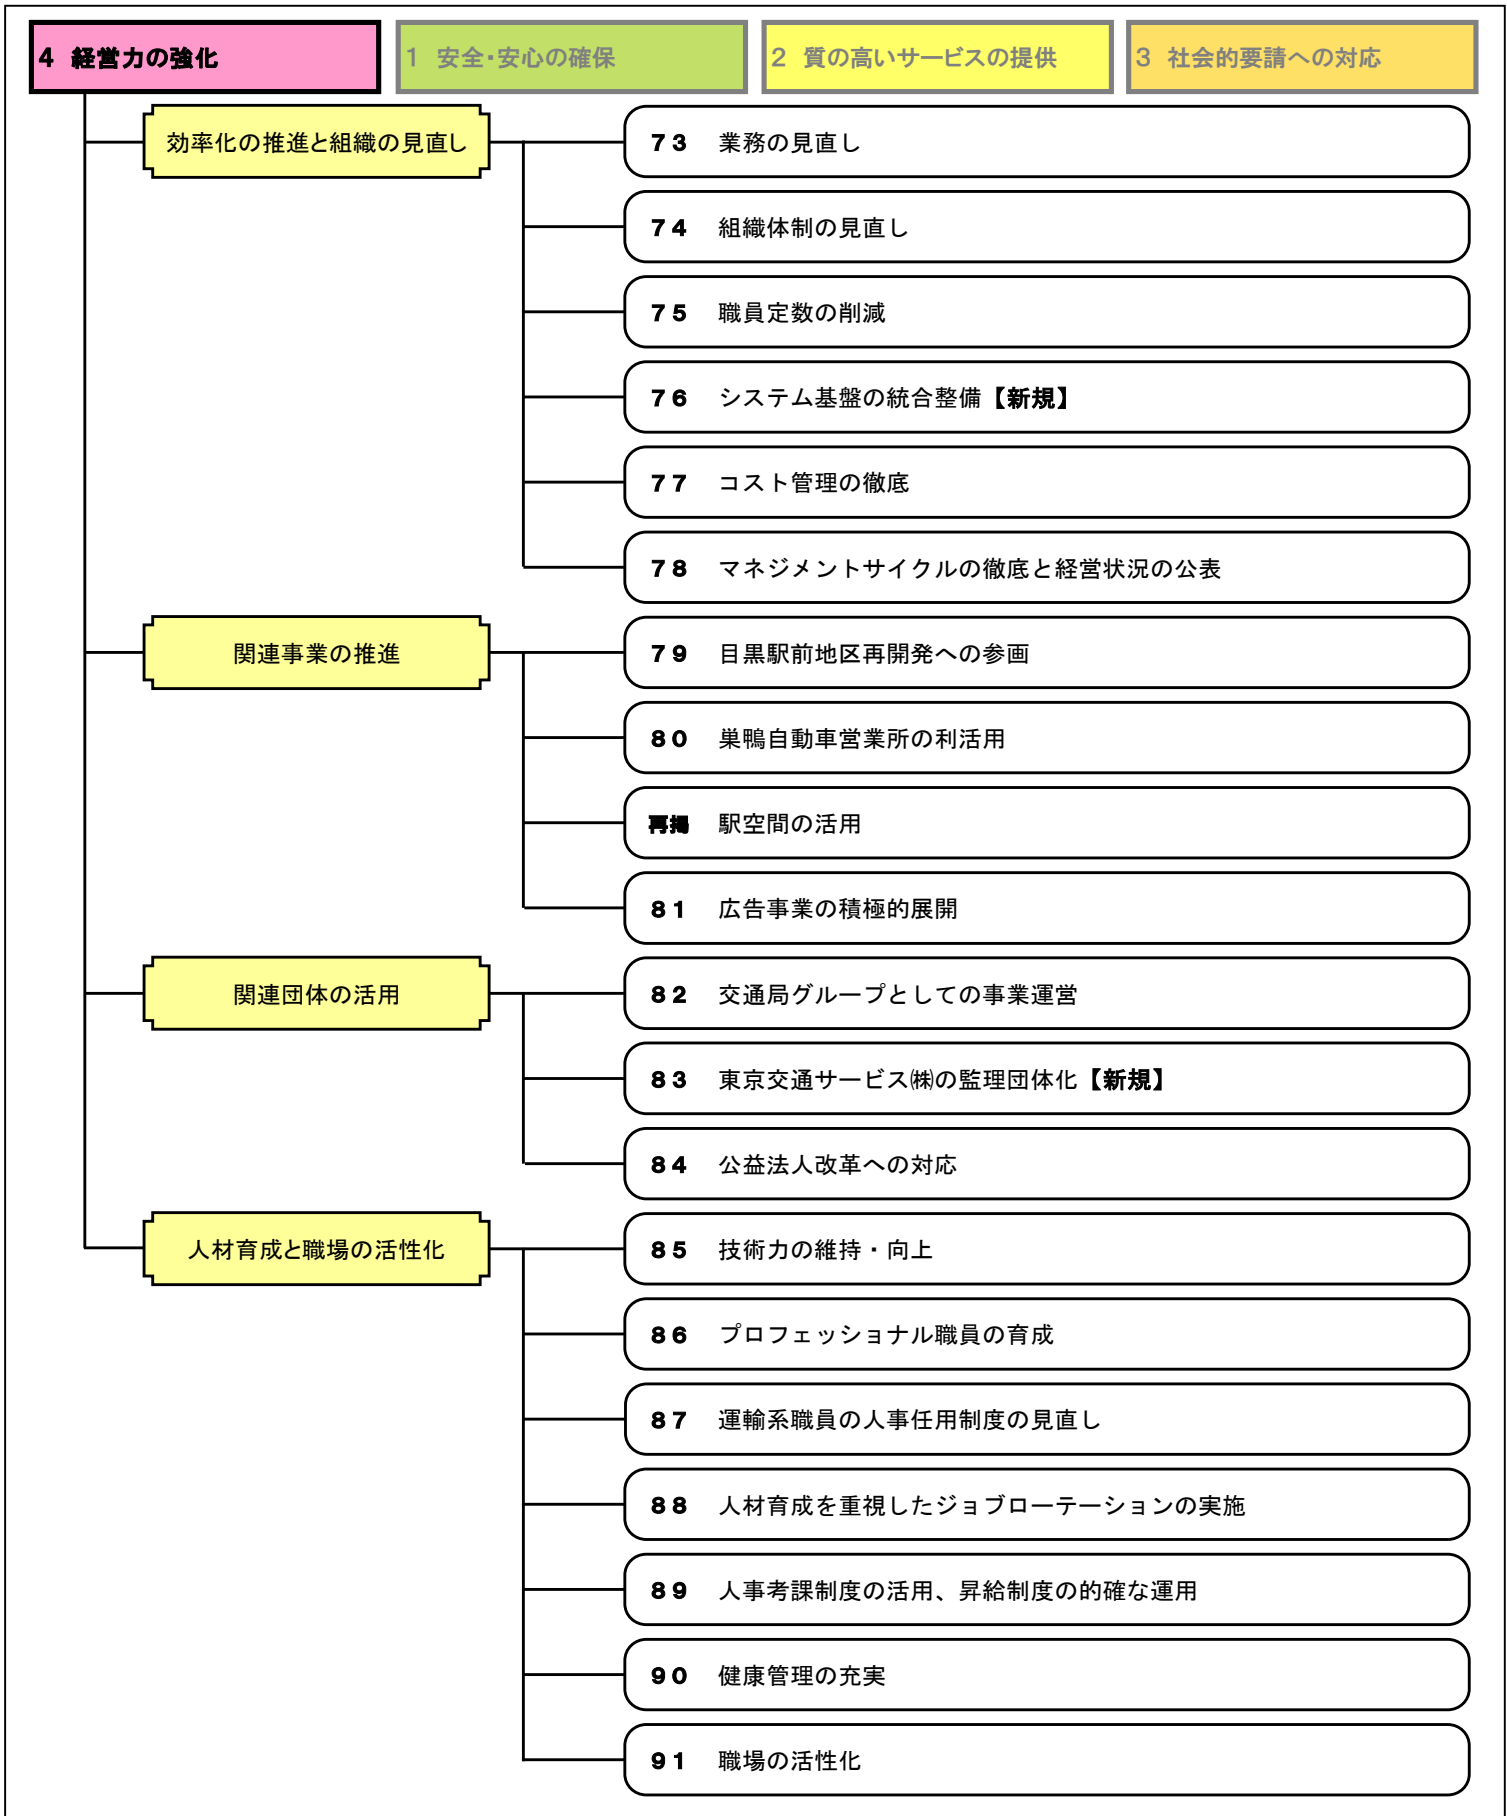 4 経営力の強化
1 安全・安心の確保
2 質の高いサービスの提供
3 社会的要請への対応
効率化の推進と組織の見直し
73 業務の見直し
74 組織体制の見直し
75 職員定数の削減
76 システム基盤の統合整備【新規】
77 コスト管理の徹底
78 マネジメントサイクルの徹底と経営状況の公表
関連事業の推進
79 目黒駅前地区再開発への参画
80 巣鴨自動車営業所の利活用
再掲 駅空間の活用
81 広告事業の積極的展開
関連団体の活用
82 交通局グループとしての事業運営
83 東京交通サービス㈱の監理団体化【新規】
84 公益法人改革への対応
人材育成と職場の活性化
85 技術力の維持・向上
86 プロフェッショナル職員の育成
87 運輸系職員の人事任用制度の見直し
88 人材育成を重視したジョブローテーションの実施
89 人事考課制度の活用、昇給制度の的確な運用
90 健康管理の充実
91 職場の活性化